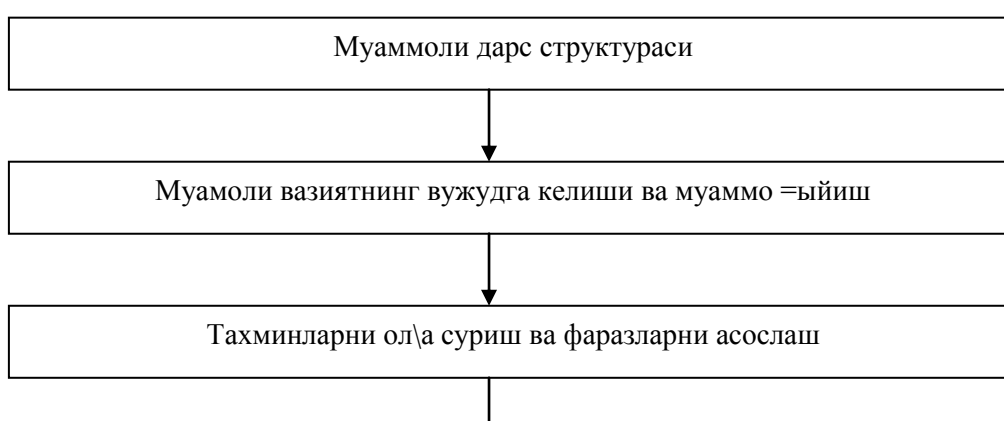 Муаммоли дарс структураси
Муамоли вазиятнинг вужудга келиши ва муаммо =ыйиш
Тахминларни ол\а суриш ва фаразларни асослаш